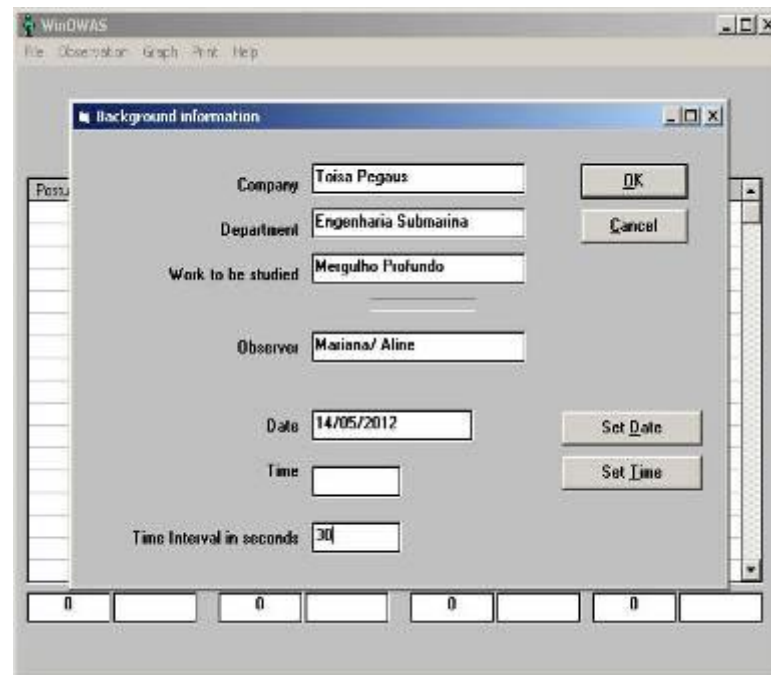 WinOWAS
File Observation Graph Print Help
Background information
Company Toisa Pegaus
OK
Department Engenharia Submarina
Cancel
Work to be studied Mergulho Profundo
Observer Mariana/ Aline
Date 14/05/2012
Set Date
Time
Set Time
Time Interval in seconds 30
0 0 0 0